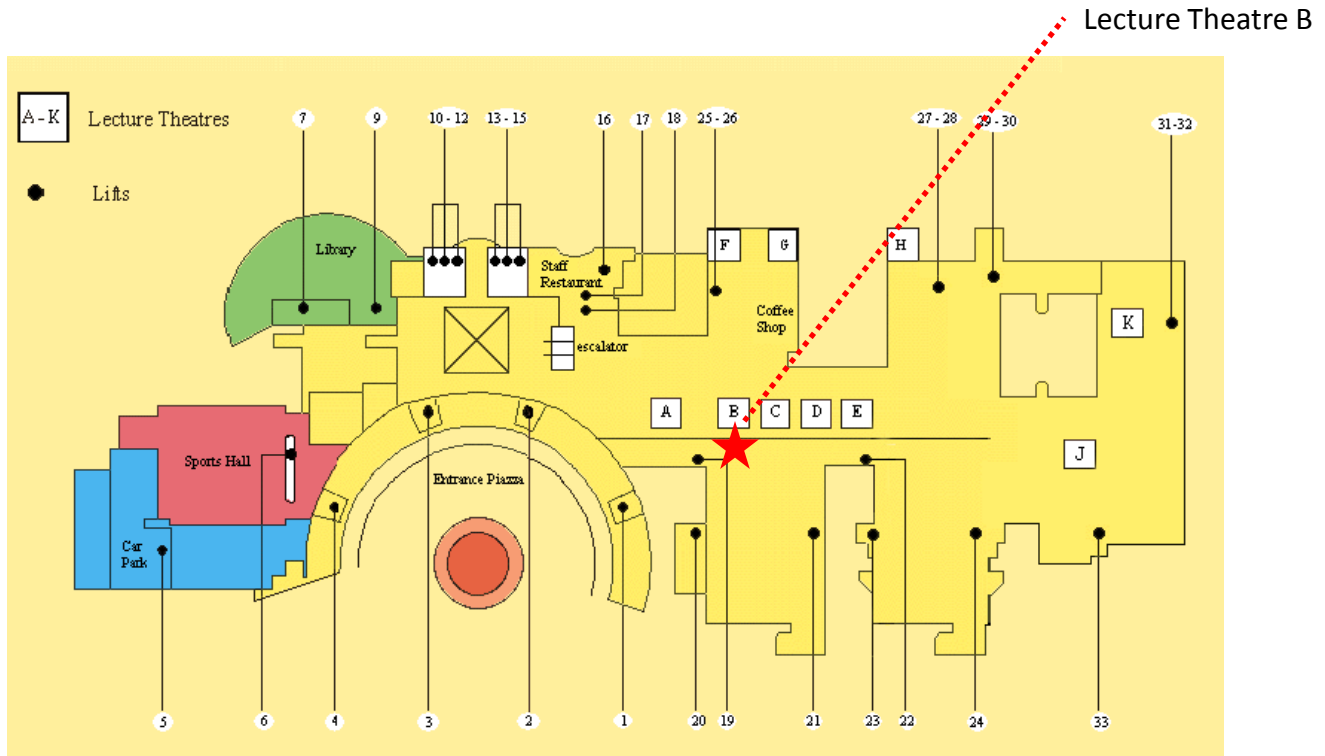 Lecture Theatre B
A - K
Lecture Theatres
Lifts
7
9
10 - 12
13 - 15
16
17
18
25 - 26
27 - 28
29 - 30
31-32
Library
Staff
Restaurant
F
G
H
Coffee
Shop
K
escalator
A
B
C
D
E
J
Sports Hall
Entrance Piazza
Car
Park
5
6
4
3
2
1
20
19
21
23
22
24
33